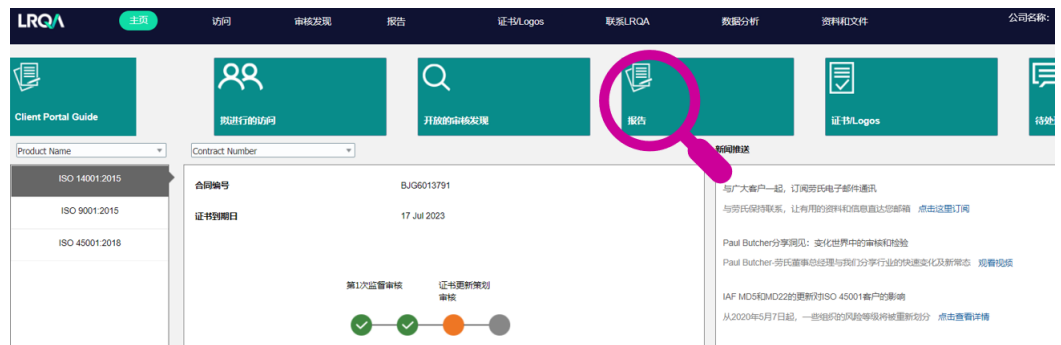 LRQA
主页
访问
审核发现
报告
证书/Logos
联系LRQA
数据分析
资料和文件
公司名称:
Client Portal Guide
拟进行的访问
开放的审核发现
报告
证书/Logos
待处
Product Name
Contract Number
新闻推送
ISO 14001:2015
ISO 9001:2015
ISO 45001:2018
合同编号
BJG6013791
证书到期日
17 Jul 2023
第1次监督审核
证书更新策划
审核
与广大客户一起，订阅劳氏电子邮件通讯
与劳氏保持联系，让有用的资料和信息直达您邮箱 点击这里订阅
Paul Butcher分享洞见：变化世界中的审核和检验
Paul Butcher-劳氏董事总经理与我们分享行业的快速变化及新常态 观看视频
IAF MD5和MD22的更新对ISO 45001客户的影响
从2020年5月7日起，一些组织的风险等级将被重新划分 点击查看详情